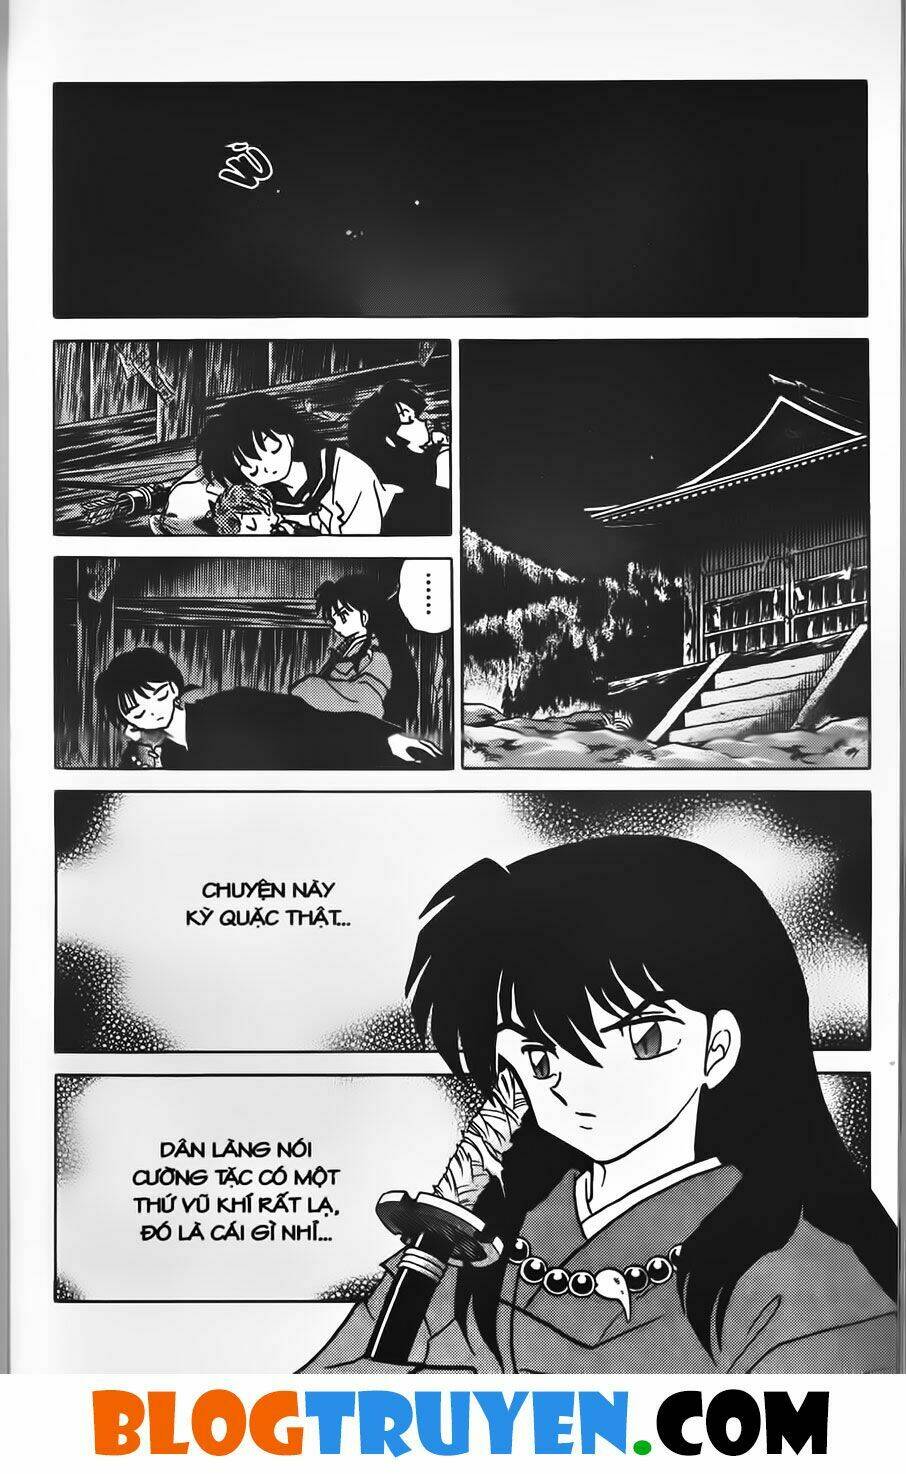 ......
CHUYỆN NÀY
KỲ QUẶC THẬT...
DÂN LÀNG NÓI
CƯỜNG TẶC CÓ MỘT
THỨ VŨ KHÍ RẤT LẠ,
ĐÓ LÀ CÁI GÌ NHỈ...
BLOGTRUYEN.COM